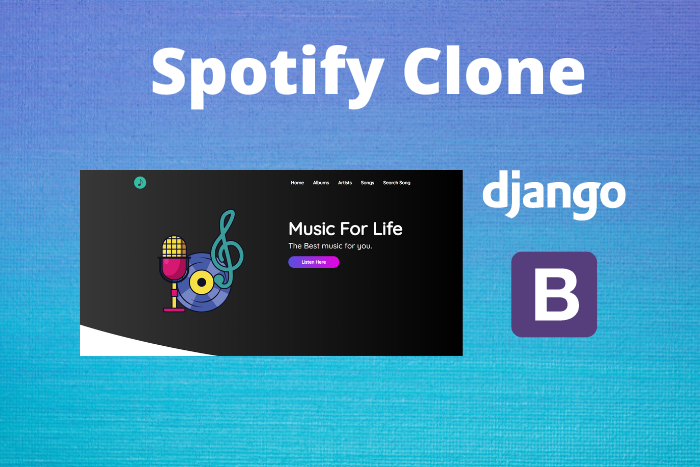 Spotify Clone
Home Albums Artists Songs Search Song
Music For Life
The Best music for you.
Listen Here
django
B